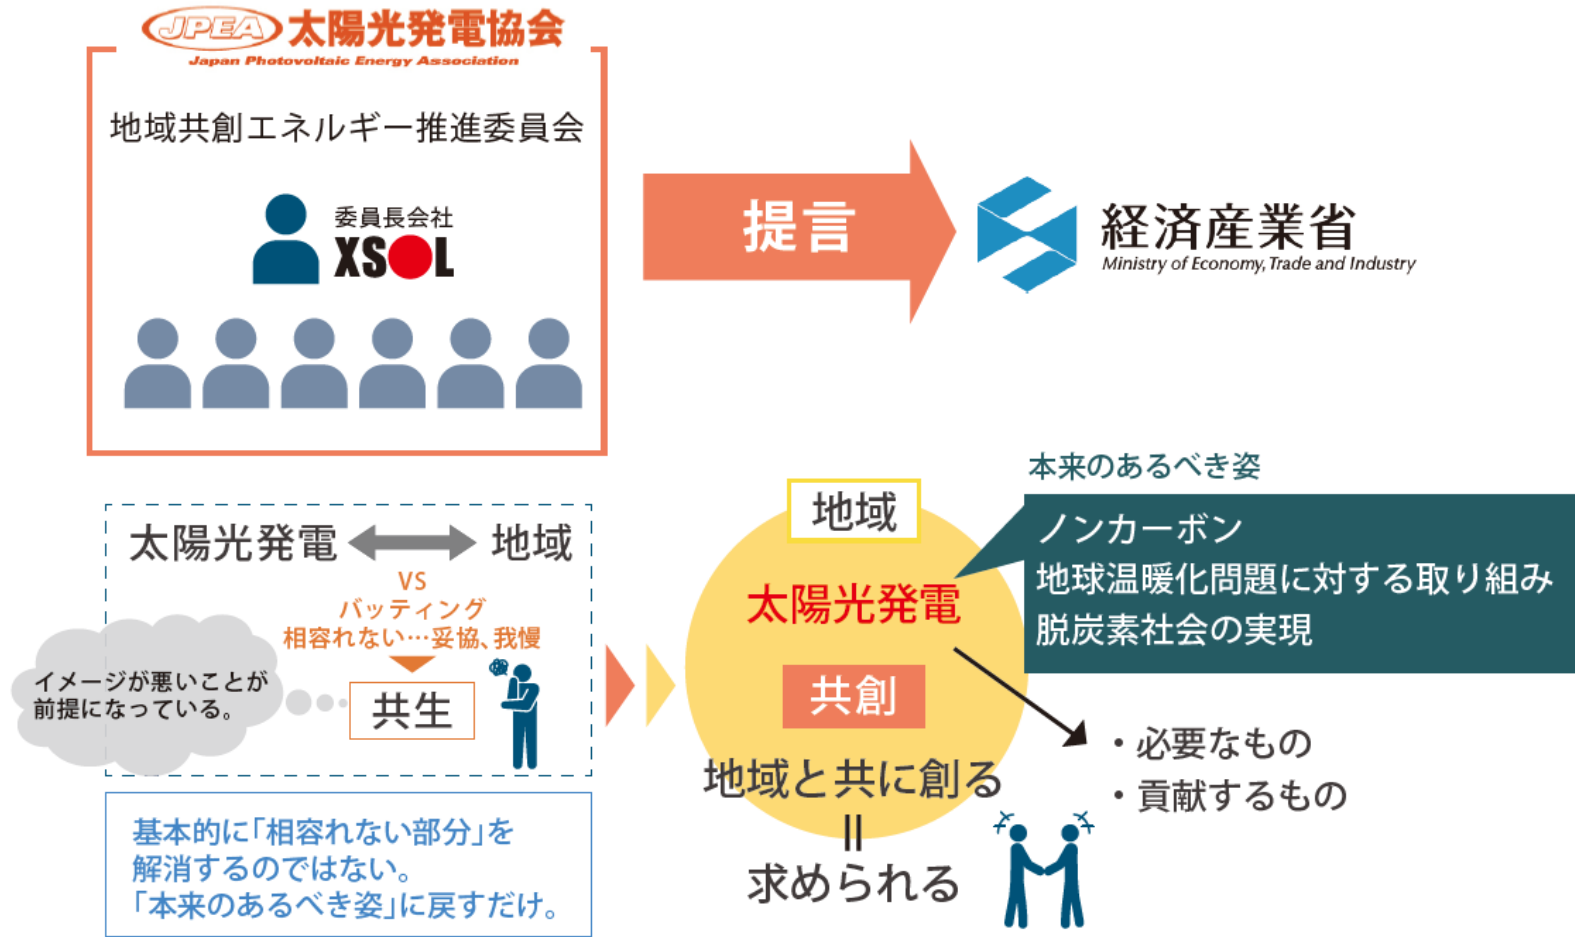 JPEA 太陽光発電協会
Japan Photovoltaic Energy Association
地域共創エネルギー推進委員会
委員長会社
XSOL
提言
経済産業省
Ministry of Economy, Trade and Industry
太陽光発電 地域
VS
バッティング
相容れない…妥協、我慢
イメージが悪いことが
前提になっている。
共生
基本的に「相容れない部分」を
解消するのではない。
「本来のあるべき姿」に戻すだけ。
地域
太陽光発電
共創
地域と共に創る
=
求められる
本来のあるべき姿
ノンカーボン
地球温暖化問題に対する取り組み
脱炭素社会の実現
・必要なもの
・貢献するもの